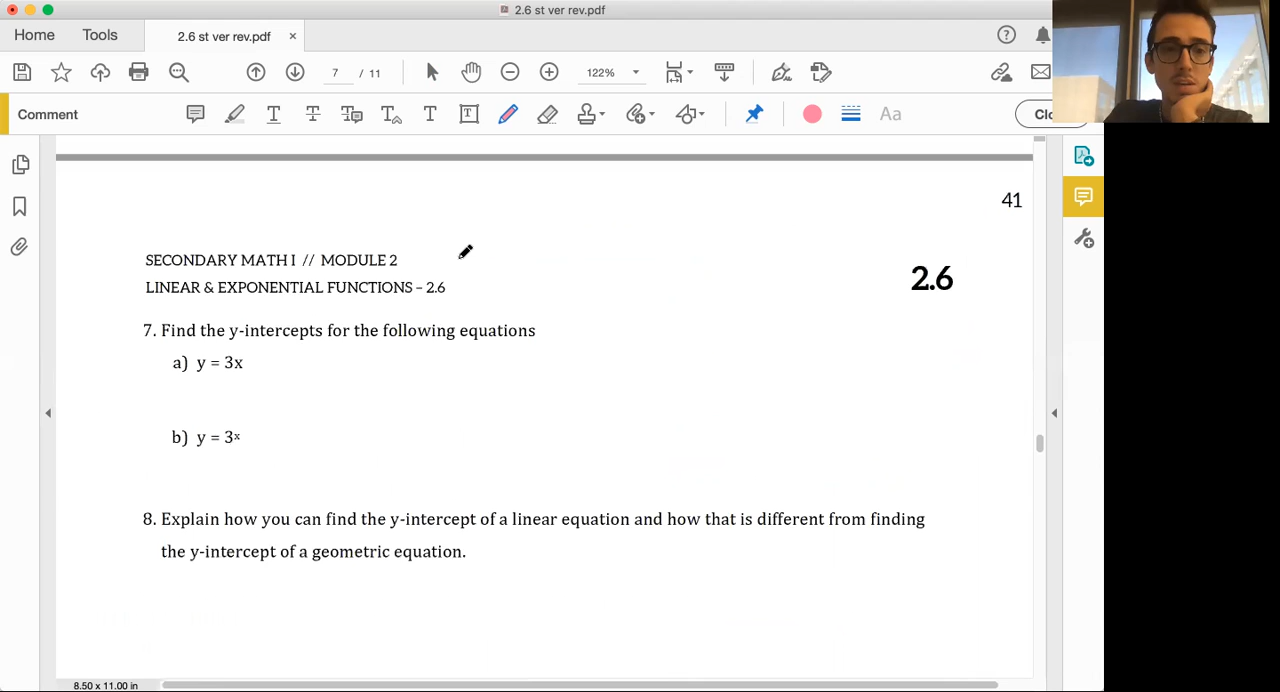 2.6 st ver rev.pdf
Home
Tools
2.6 st ver rev.pdf ×
7 / 11
122%
Comment
T T T T T Aa
Clo
41
SECONDARY MATH I // MODULE 2
LINEAR & EXPONENTIAL FUNCTIONS – 2.6
2.6
7. Find the y-intercepts for the following equations
a) y = 3x
b) y = 3ˣ
8. Explain how you can find the y-intercept of a linear equation and how that is different from finding
the y-intercept of a geometric equation.
8.50 x 11.00 in